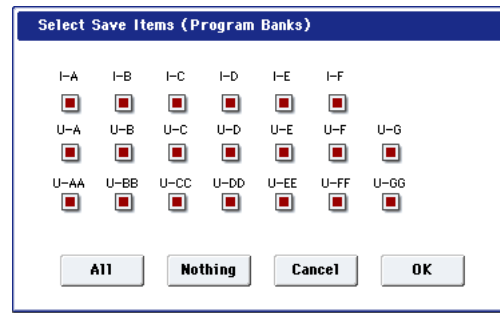 Select Save Items (Program Banks)
I-A I-B I-C I-D I-E I-F
U-A U-B U-C U-D U-E U-F U-G
U-AA U-BB U-CC U-DD U-EE U-FF U-GG
All Nothing Cancel OK